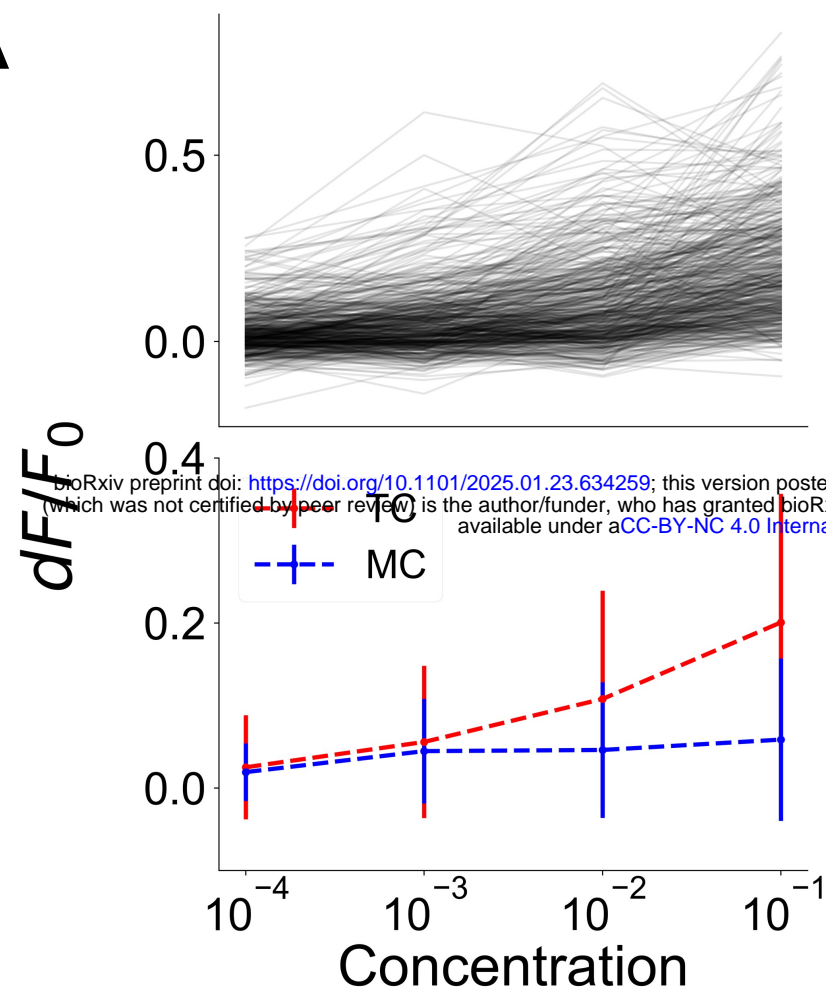 0.5
0.0
dF/F0
0.4
bioRxiv preprint doi: https://doi.org/10.1101/2025.01.23.634259; this version poste
(which was not certified by peer review) is the author/funder, who has granted bioR
available under aCC-BY-NC 4.0 Interna
TC
MC
0.2
0.0
10−4 10−3 10−2 10−1
Concentration